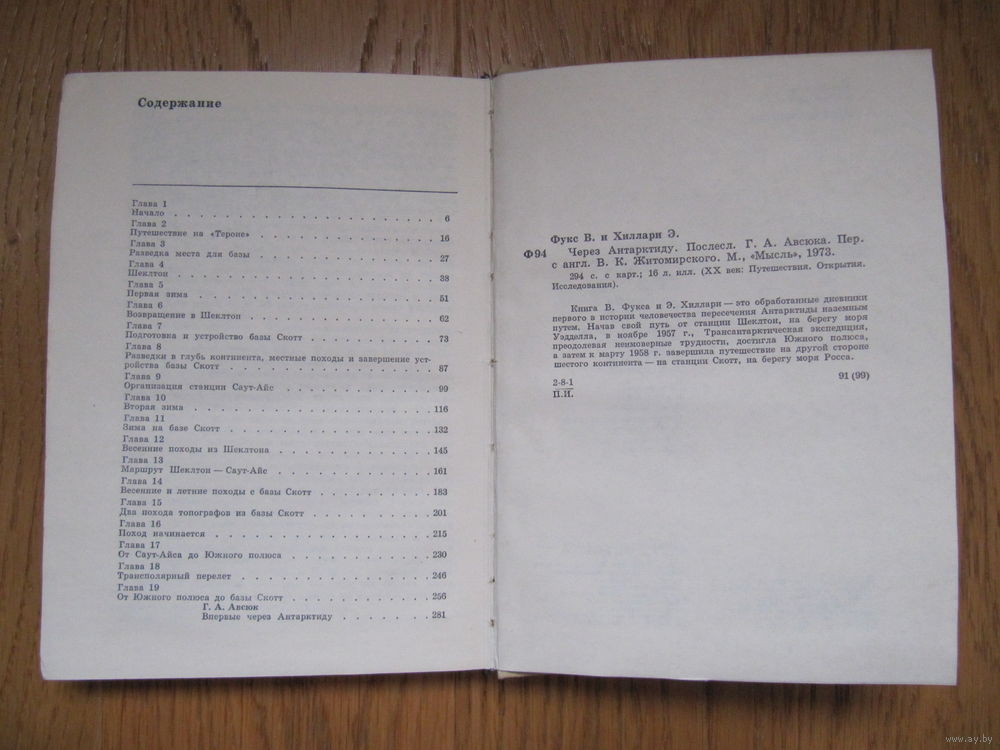 Содержание
Глава 1
Начало . . . . . . . . . . . . . . . . . . . . 6
Глава 2
Путешествие на «Тероне» . . . . . . . . . . . . . . 16
Глава 3
Разведка места для базы . . . . . . . . . . . . . . 27
Глава 4
Шеклтон . . . . . . . . . . . . . . . . . . . 38
Глава 5
Первая зима . . . . . . . . . . . . . . . . . . 51
Глава 6
Возвращение в Шеклтон . . . . . . . . . . . . . . 62
Глава 7
Подготовка и устройство базы Скотт . . . . . . . . . . 73
Глава 8
Разведки в глубь континента, местные походы и завершение уст-
ройства базы Скотт . . . . . . . . . . . . . . . 87
Глава 9
Организация станции Саут-Айс . . . . . . . . . . . . 99
Глава 10
Вторая зима . . . . . . . . . . . . . . . . . . 116
Глава 11
Зима на базе Скотт . . . . . . . . . . . . . . . 132
Глава 12
Весенние походы из Шеклтона . . . . . . . . . . . . 145
Глава 13
Маршрут Шеклтон — Саут-Айс . . . . . . . . . . . . 161
Глава 14
Весенние и летние походы с базы Скотт . . . . . . . . . 183
Глава 15
Два похода топографов из базы Скотт . . . . . . . . . . 201
Глава 16
Поход начинается . . . . . . . . . . . . . . . . 215
Глава 17
От Саут-Айса до Южного полюса . . . . . . . . . . . 230
Глава 18
Трансполярный перелет . . . . . . . . . . . . . . 246
Глава 19
От Южного полюса до базы Скотт . . . . . . . . . . . 256
Г. А. Авсюк
Впервые через Антарктиду . . . . . . . 281
Фукс В. и Хиллари Э.
Ф94 Через Антарктиду. Послесл. Г. А. Авсюка. Пер.
с англ. В. К. Житомирского. М., «Мысль», 1973.
294 с. с карт.; 16 л. илл. (XX век: Путешествия. Открытия.
Исследования).
Книга В. Фукса и Э. Хиллари — это обработанные дневники
первого в истории человечества пересечения Антарктиды наземным
путем. Начав свой путь от станции Шеклтон, на берегу моря
Уэдделла, в ноябре 1957 г., Трансантарктическая экспедиция,
преодолевая неимоверные трудности, достигла Южного полюса,
а затем к марту 1958 г. завершила путешествие на другой стороне
шестого континента — на станции Скотт, на берегу моря Росса.
2-8-1 91 (99)
П.И.
www.ay.by